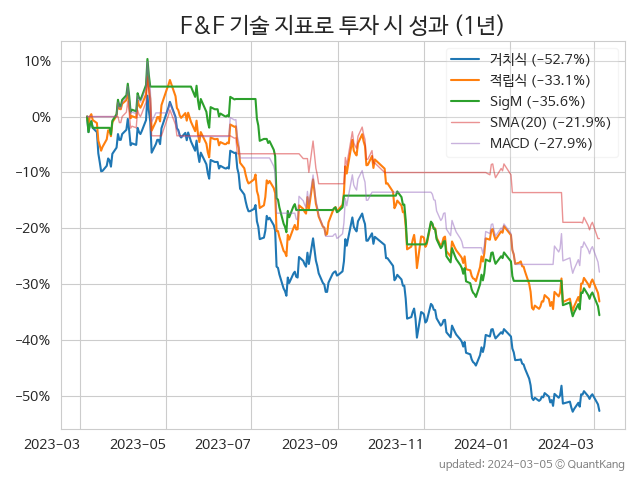 F&F 기술 지표로 투자 시 성과 (1년)
거치식 (−52.7%)
적립식 (−33.1%)
SigM (−35.6%)
SMA(20) (−21.9%)
MACD (−27.9%)
10%
0%
−10%
−20%
−30%
−40%
−50%
2023−03 2023−05 2023−07 2023−09 2023−11 2024−01 2024−03
updated: 2024-03-05 © QuantKang